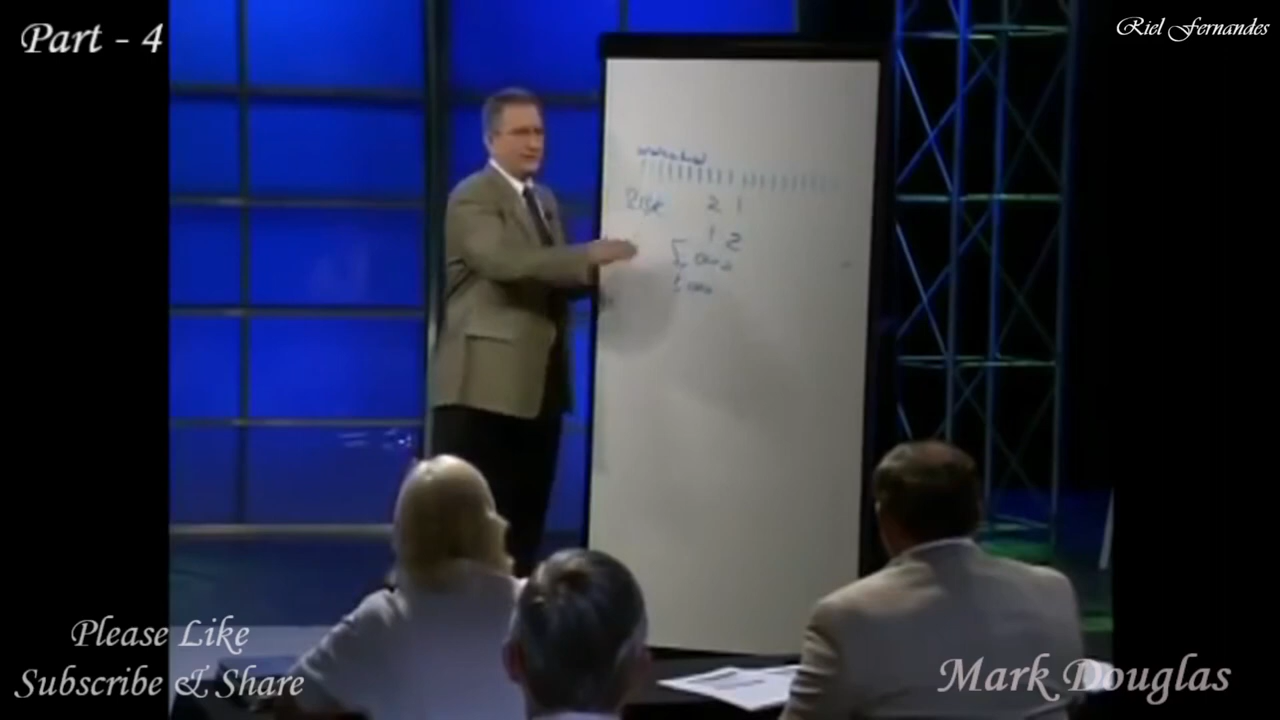 Part - 4
Riel Fernandes
Risk 2 1
1 2
Please Like
Subscribe & Share
Mark Douglas